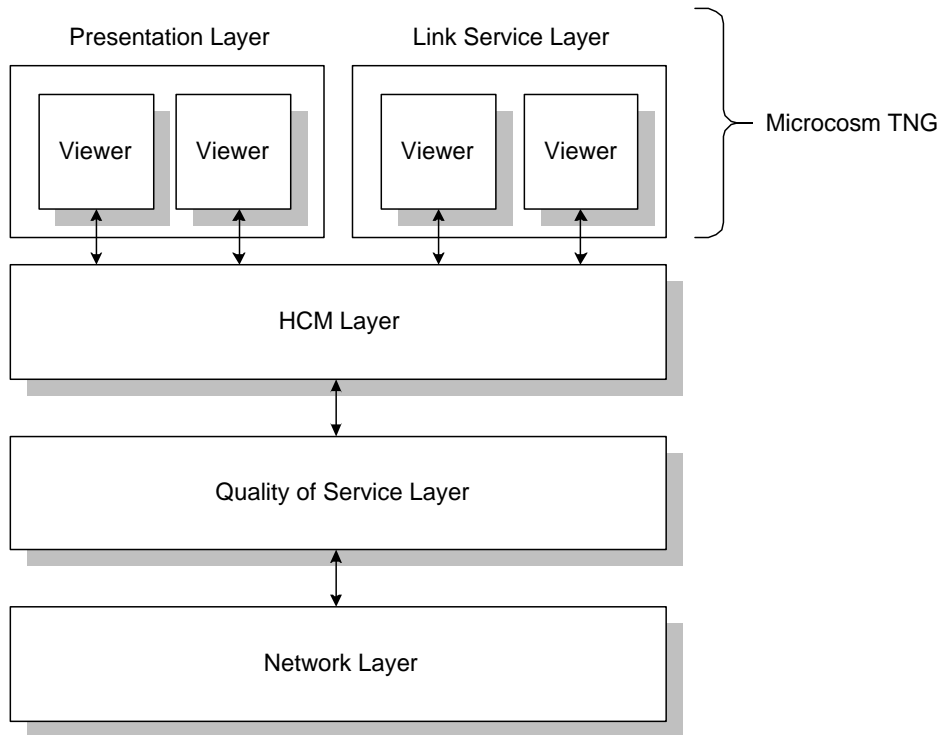 Presentation Layer
Link Service Layer
Microcosm TNG
Viewer
Viewer
Viewer
Viewer
HCM Layer
Quality of Service Layer
Network Layer